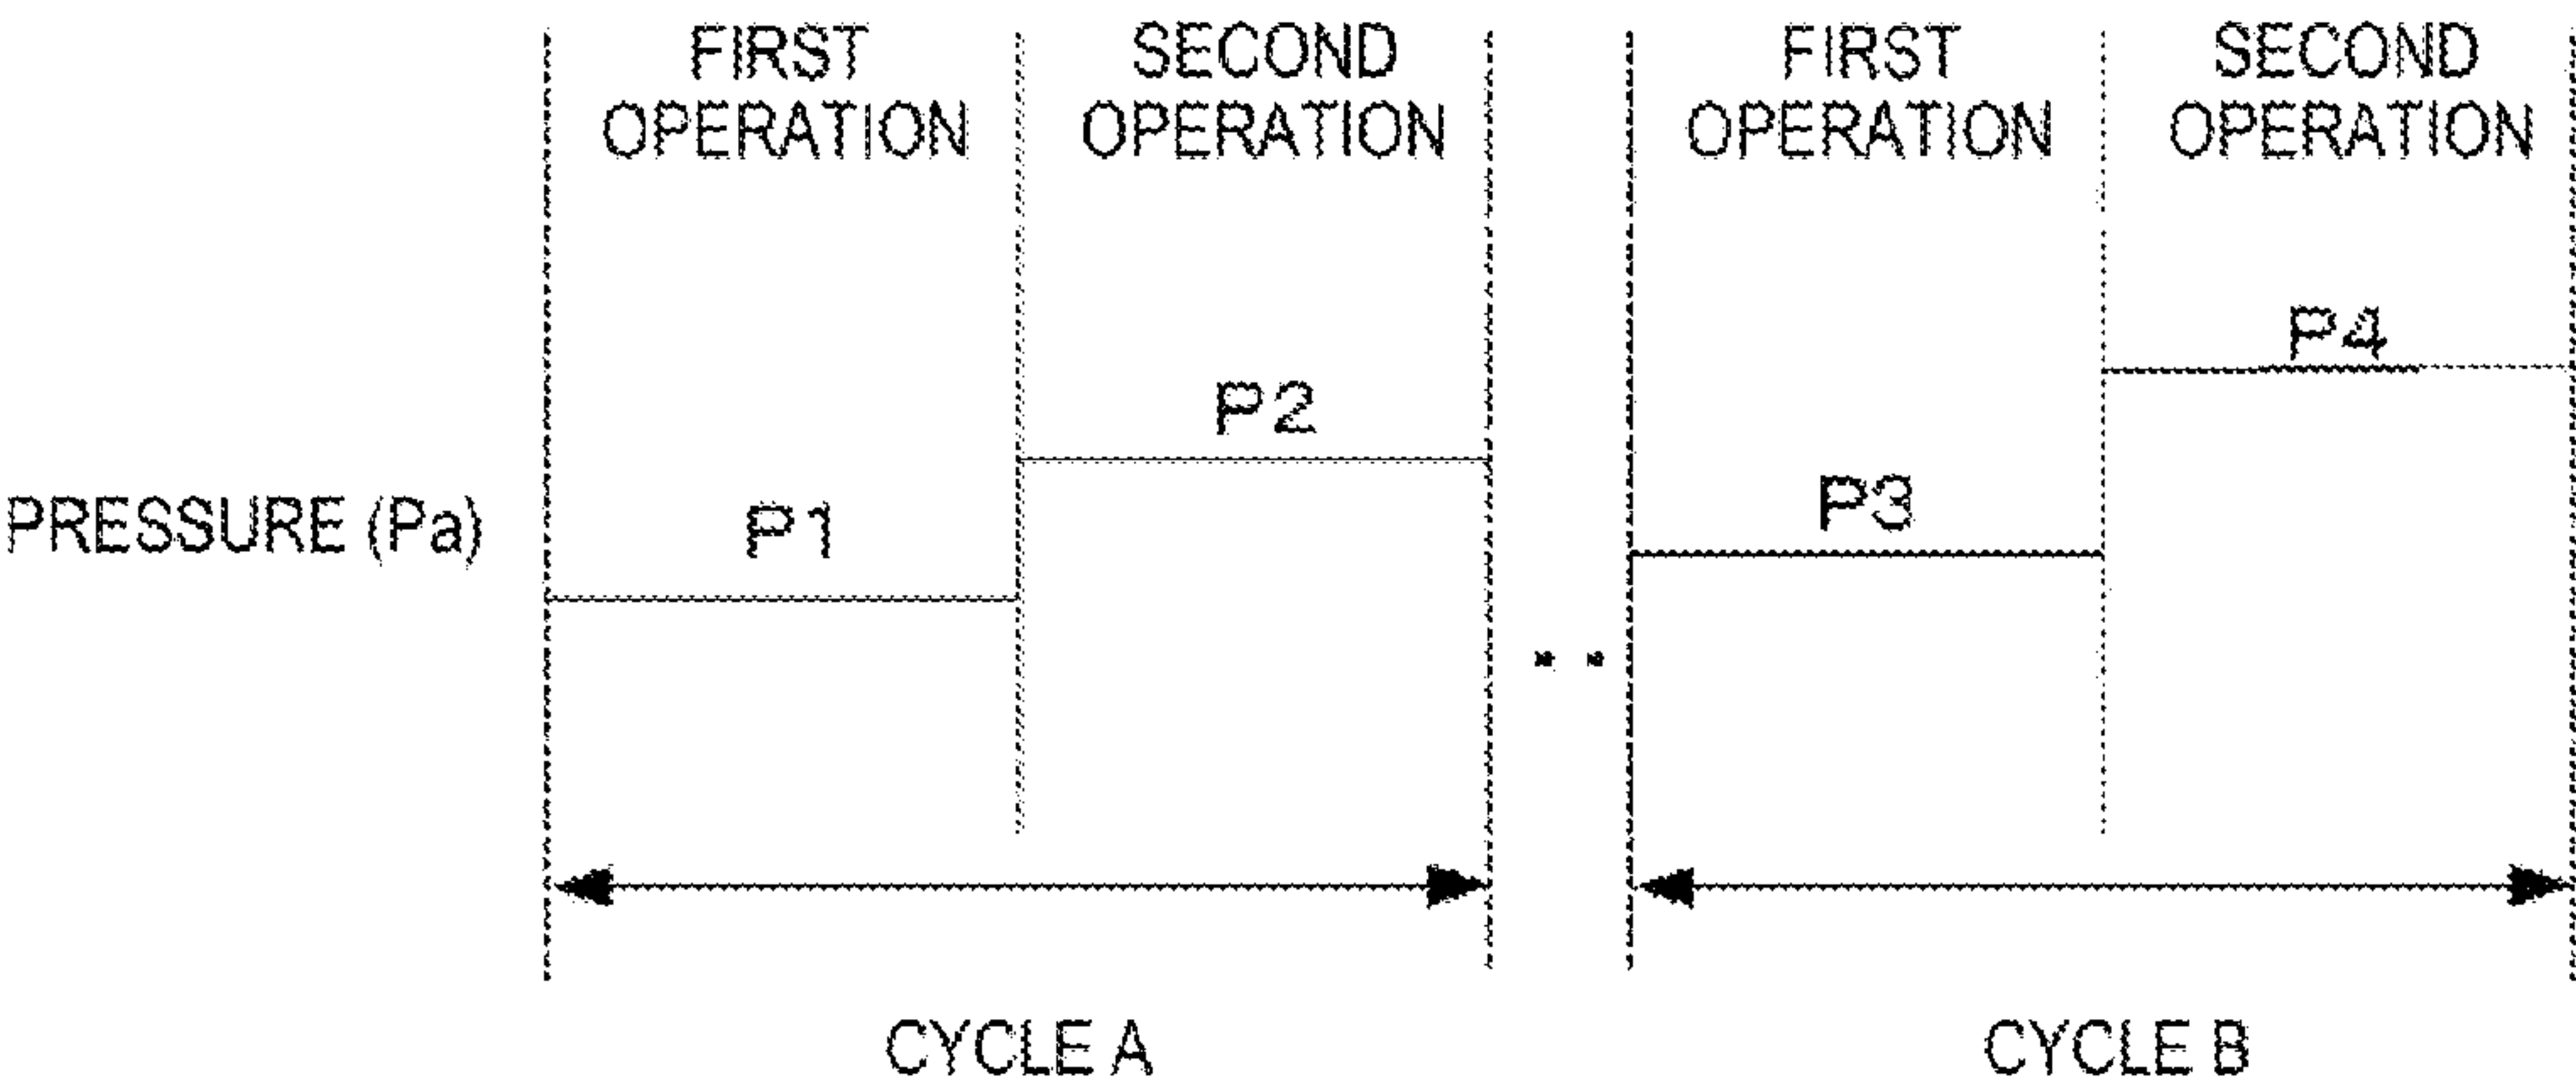 FIRST
OPERATION
SECOND
OPERATION
FIRST
OPERATION
SECOND
OPERATION
P4
P2
P3
PRESSURE (Pa)
P1
CYCLE A
CYCLE B